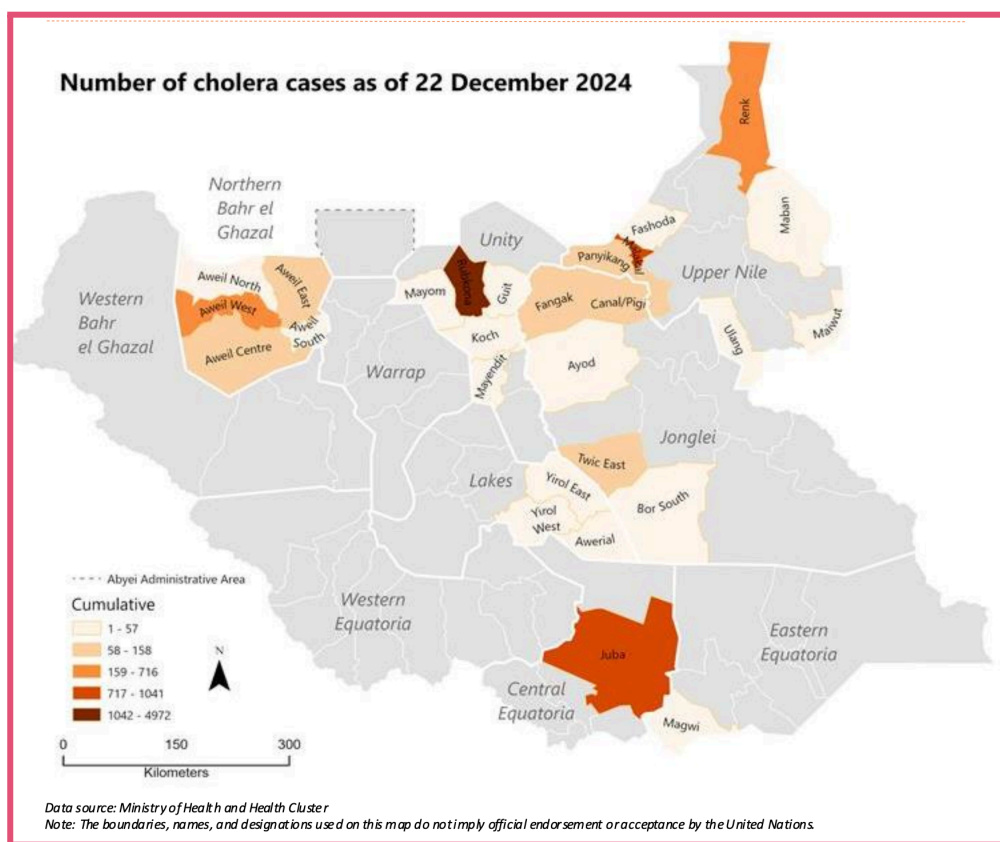 Number of cholera cases as of 22 December 2024
Renk
Maban
Northern
Bahr el
Ghazal
Fashoda
Malakal
Panyikang
Unity
Upper Nile
Aweil North
Aweil East
Rubkona
Mayom
Guit
Fangak
Canal/Pigi
Western
Bahr
el Ghazal
Aweil West
Aweil
South
Aweil Centre
Koch
Ulang
Maiwut
Warrap
Mayendit
Ayod
Jonglei
Twic East
Lakes
Yirol East
Bor South
Yirol
West
Awerial
Abyei Administrative Area
Cumulative
1 - 57
58 - 158
159 - 716
717 - 1041
1042 - 4972
N
Western
Equatoria
Juba
Eastern
Equatoria
Central
Equatoria
Magwi
0 150 300
Kilometers
Data source: Ministry of Health and Health Cluster
Note: The boundaries, names, and designations used on this map do not imply official endorsement or acceptance by the United Nations.